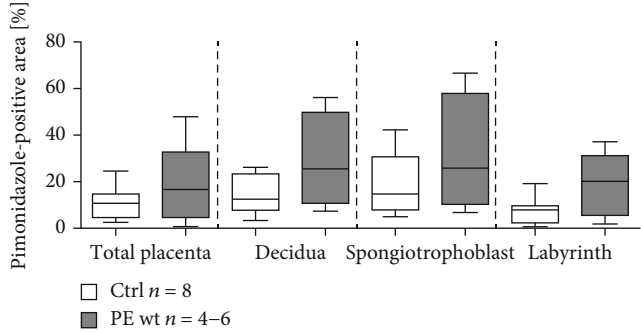 Pimonidazole-positive area [%]
80
60
40
20
0
Total placenta
Decidua
Spongiotrophoblast
Labyrinth
Ctrl n = 8
PE wt n = 4–6